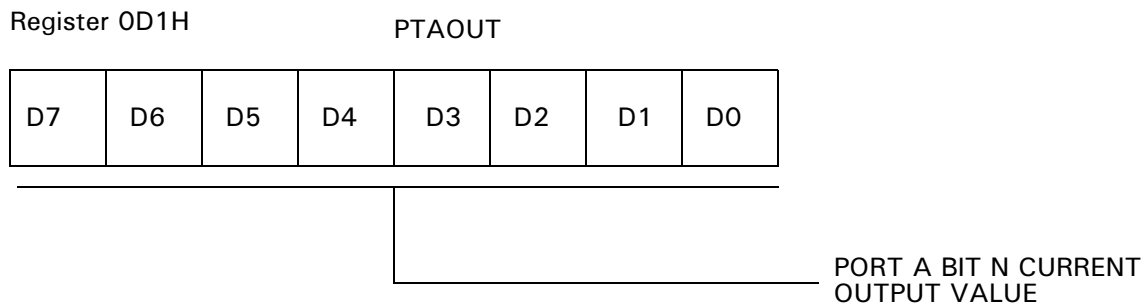 Register 0D1H
PTAOUT
D7 D6 D5 D4 D3 D2 D1 D0
PORT A BIT N CURRENT
OUTPUT VALUE